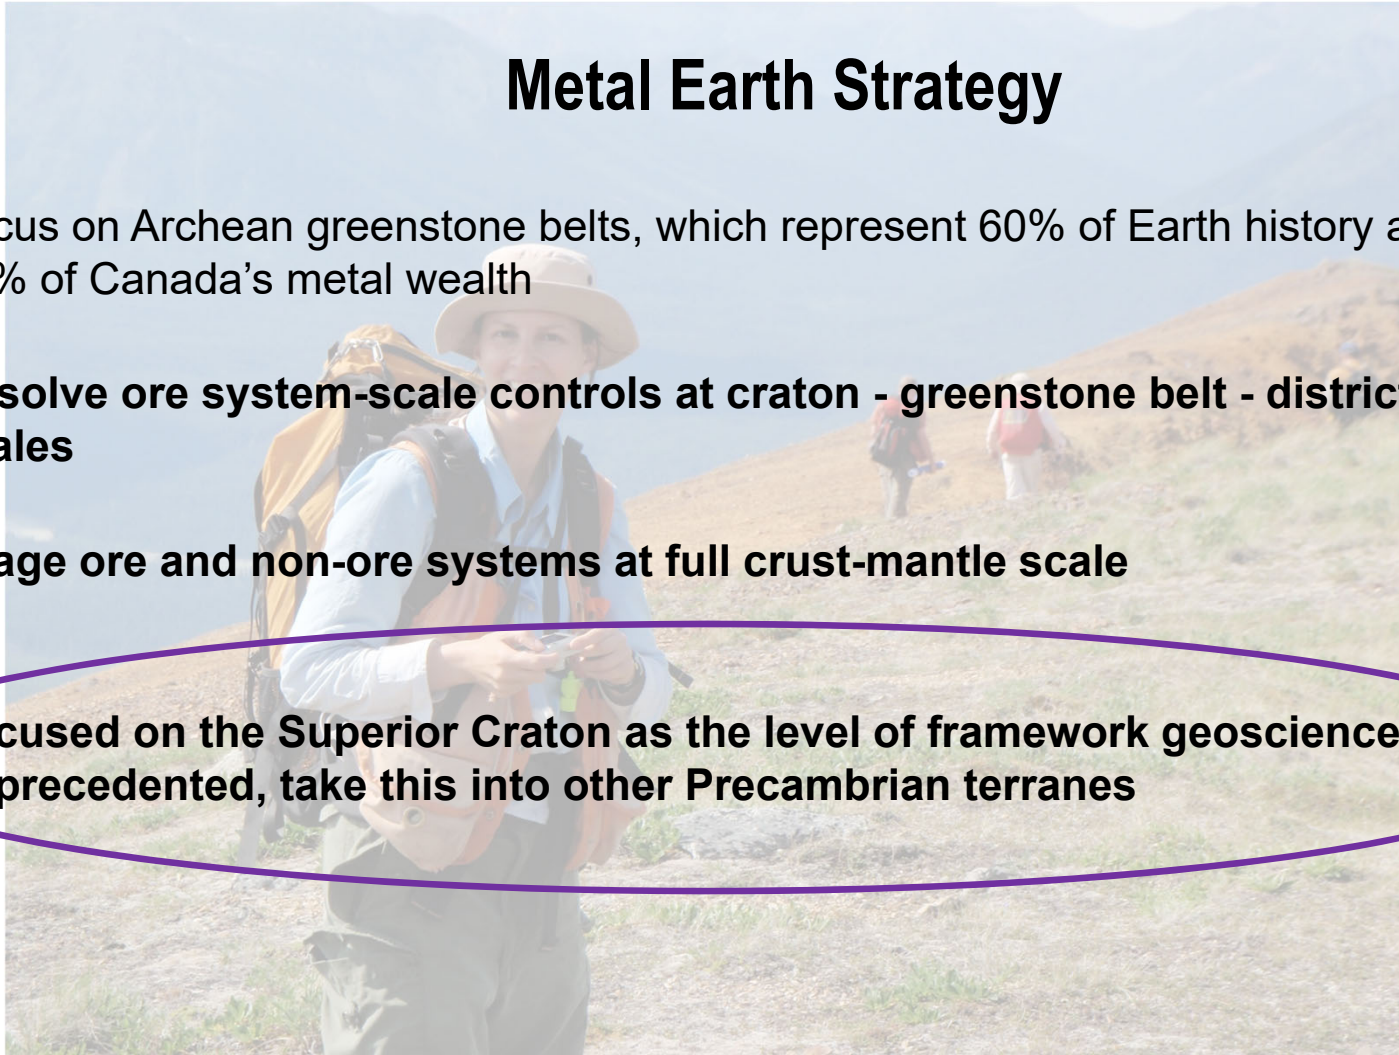 Metal Earth Strategy
cus on Archean greenstone belts, which represent 60% of Earth history a
% of Canada’s metal wealth
solve ore system-scale controls at craton - greenstone belt - distric
ales
age ore and non-ore systems at full crust-mantle scale
cused on the Superior Craton as the level of framework geoscience
precedented, take this into other Precambrian terranes